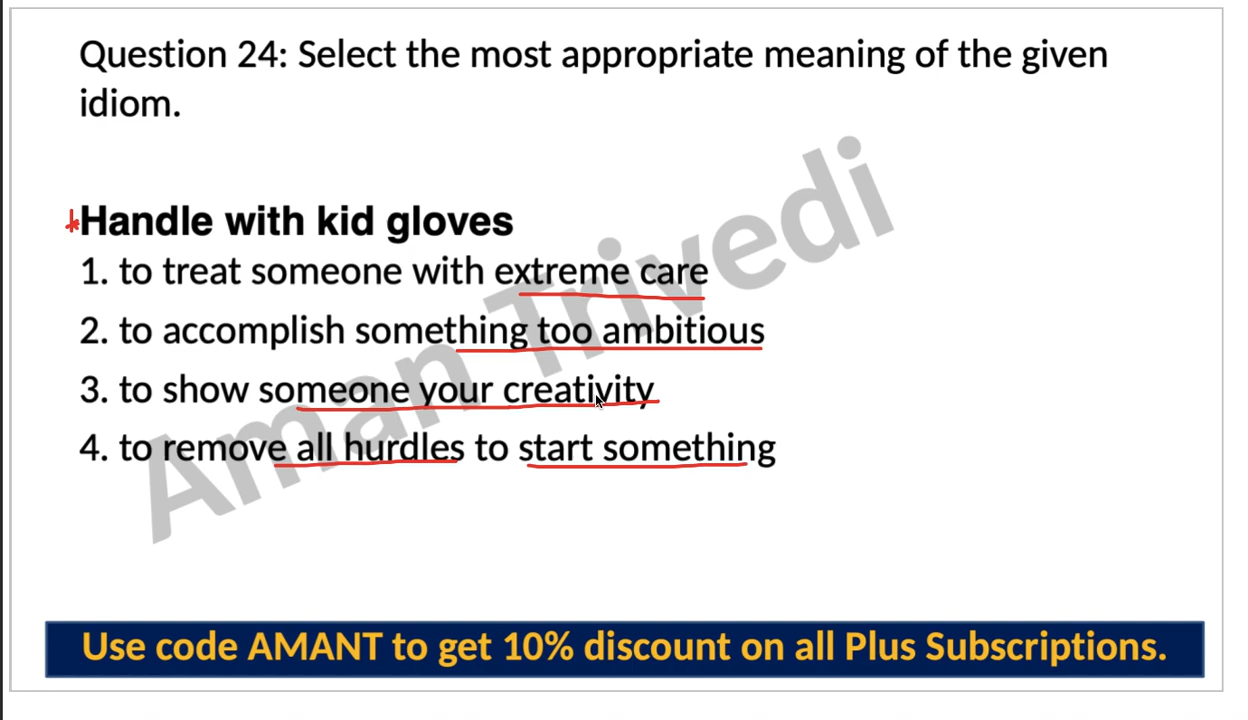 Question 24: Select the most appropriate meaning of the given
idiom.
Handle with kid gloves
1. to treat someone with extreme care
2. to accomplish something too ambitious
3. to show someone your creativity
4. to remove all hurdles to start something
Aman Trivedi
Use code AMANT to get 10% discount on all Plus Subscriptions.